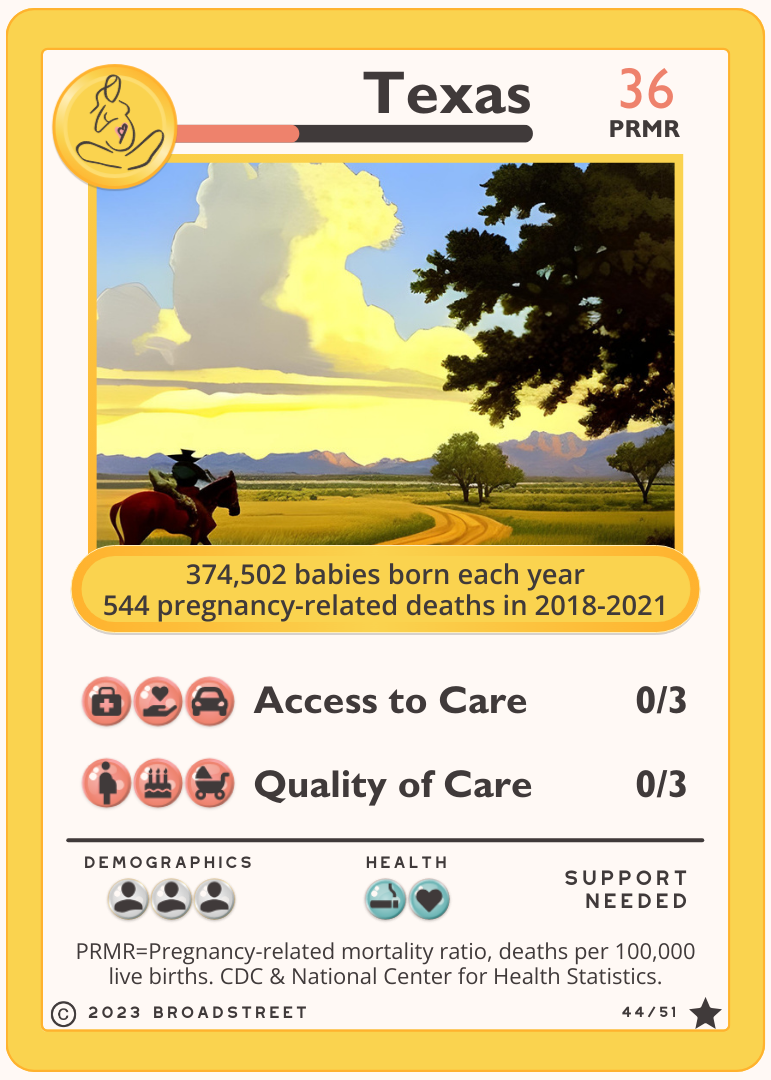 Texas
36
PRMR
374,502 babies born each year
544 pregnancy-related deaths in 2018-2021
Access to Care 0/3
Quality of Care 0/3
DEMOGRAPHICS
HEALTH
SUPPORT
NEEDED
PRMR=Pregnancy-related mortality ratio, deaths per 100,000
live births. CDC & National Center for Health Statistics.
© 2023 BROADSTREET 44/51